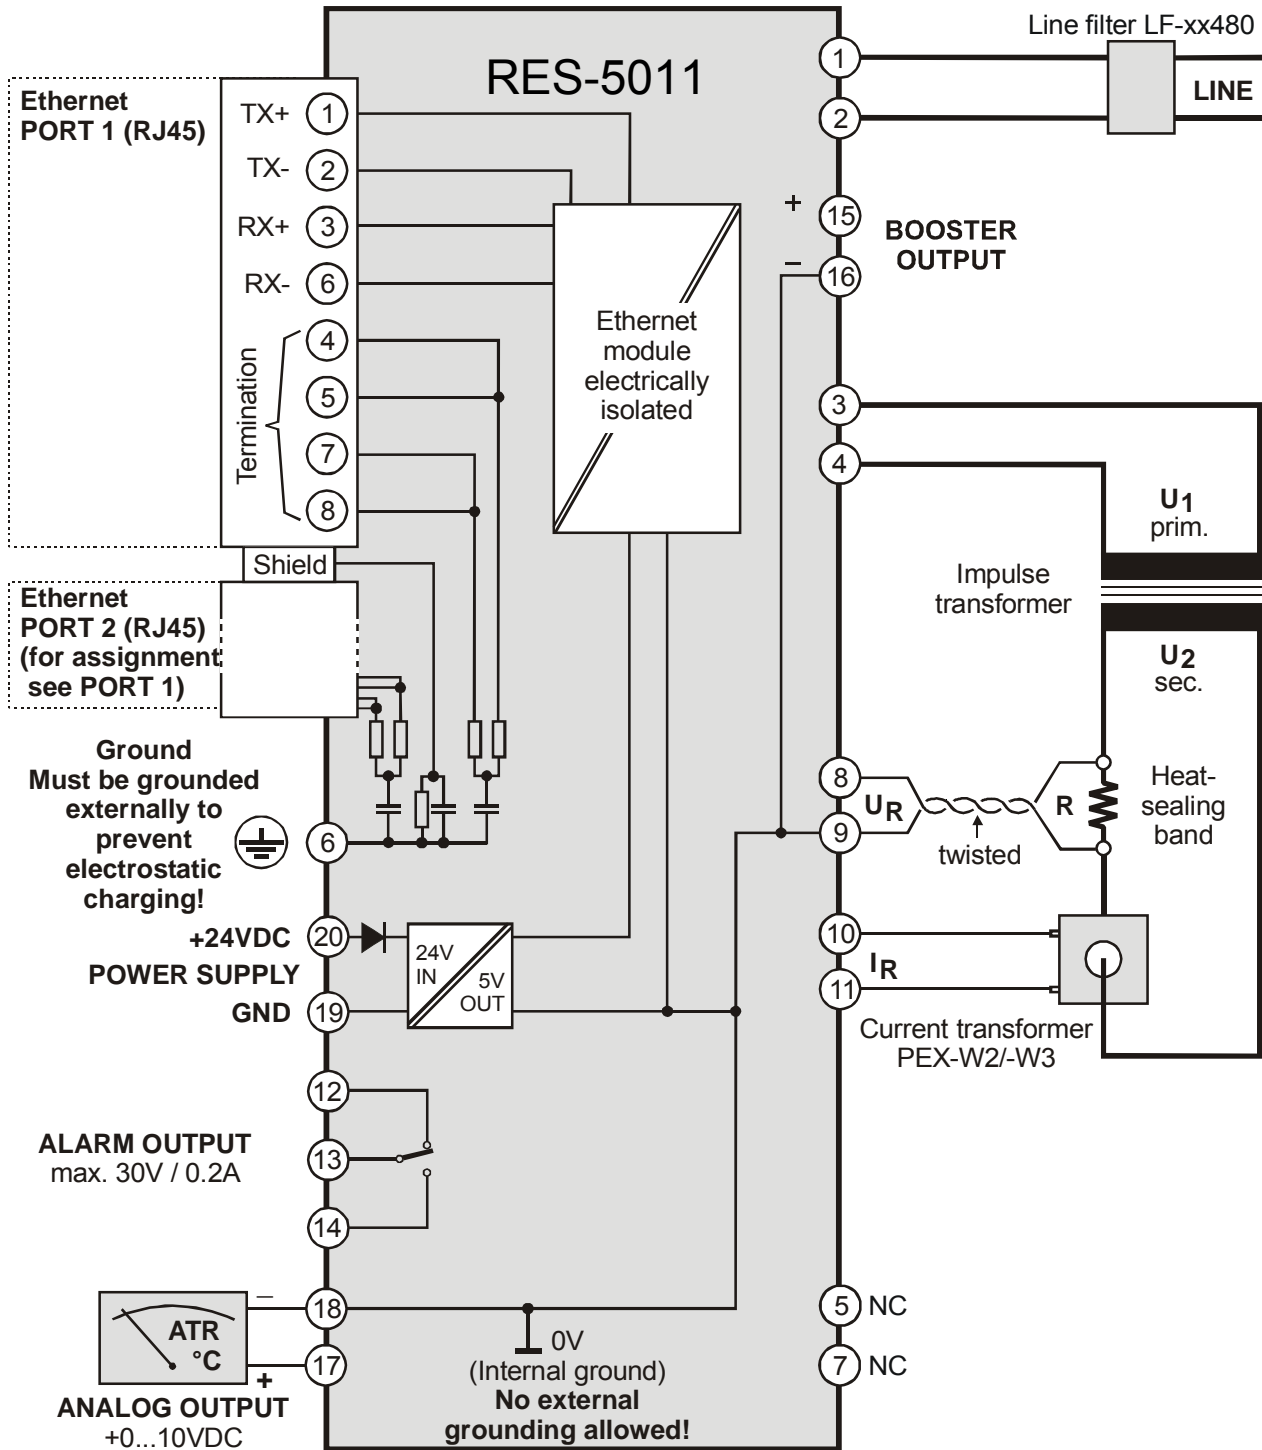 Line filter LF-xx480
LINE
1
2
RES-5011
Ethernet
PORT 1 (RJ45)
TX+ 1
TX- 2
RX+ 3
RX- 6
4
5
7
8
Termination
Ethernet
module
electrically
isolated
+ 15
– 16
BOOSTER
OUTPUT
3
4
U1
prim.
Impulse
transformer
U2
sec.
Shield
Ethernet
PORT 2 (RJ45)
(for assignment
see PORT 1)
Ground
Must be grounded
externally to
prevent
electrostatic
charging!
6
8
9
UR
twisted
R
Heat-
sealing
band
+24VDC 20
POWER SUPPLY
GND 19
24V
IN
5V
OUT
10
11
IR
Current transformer
PEX-W2/-W3
12
13
14
ALARM OUTPUT
max. 30V / 0.2A
ATR
°C
– 18
+ 17
ANALOG OUTPUT
+0...10VDC
0V
(Internal ground)
No external
grounding allowed!
5 NC
7 NC